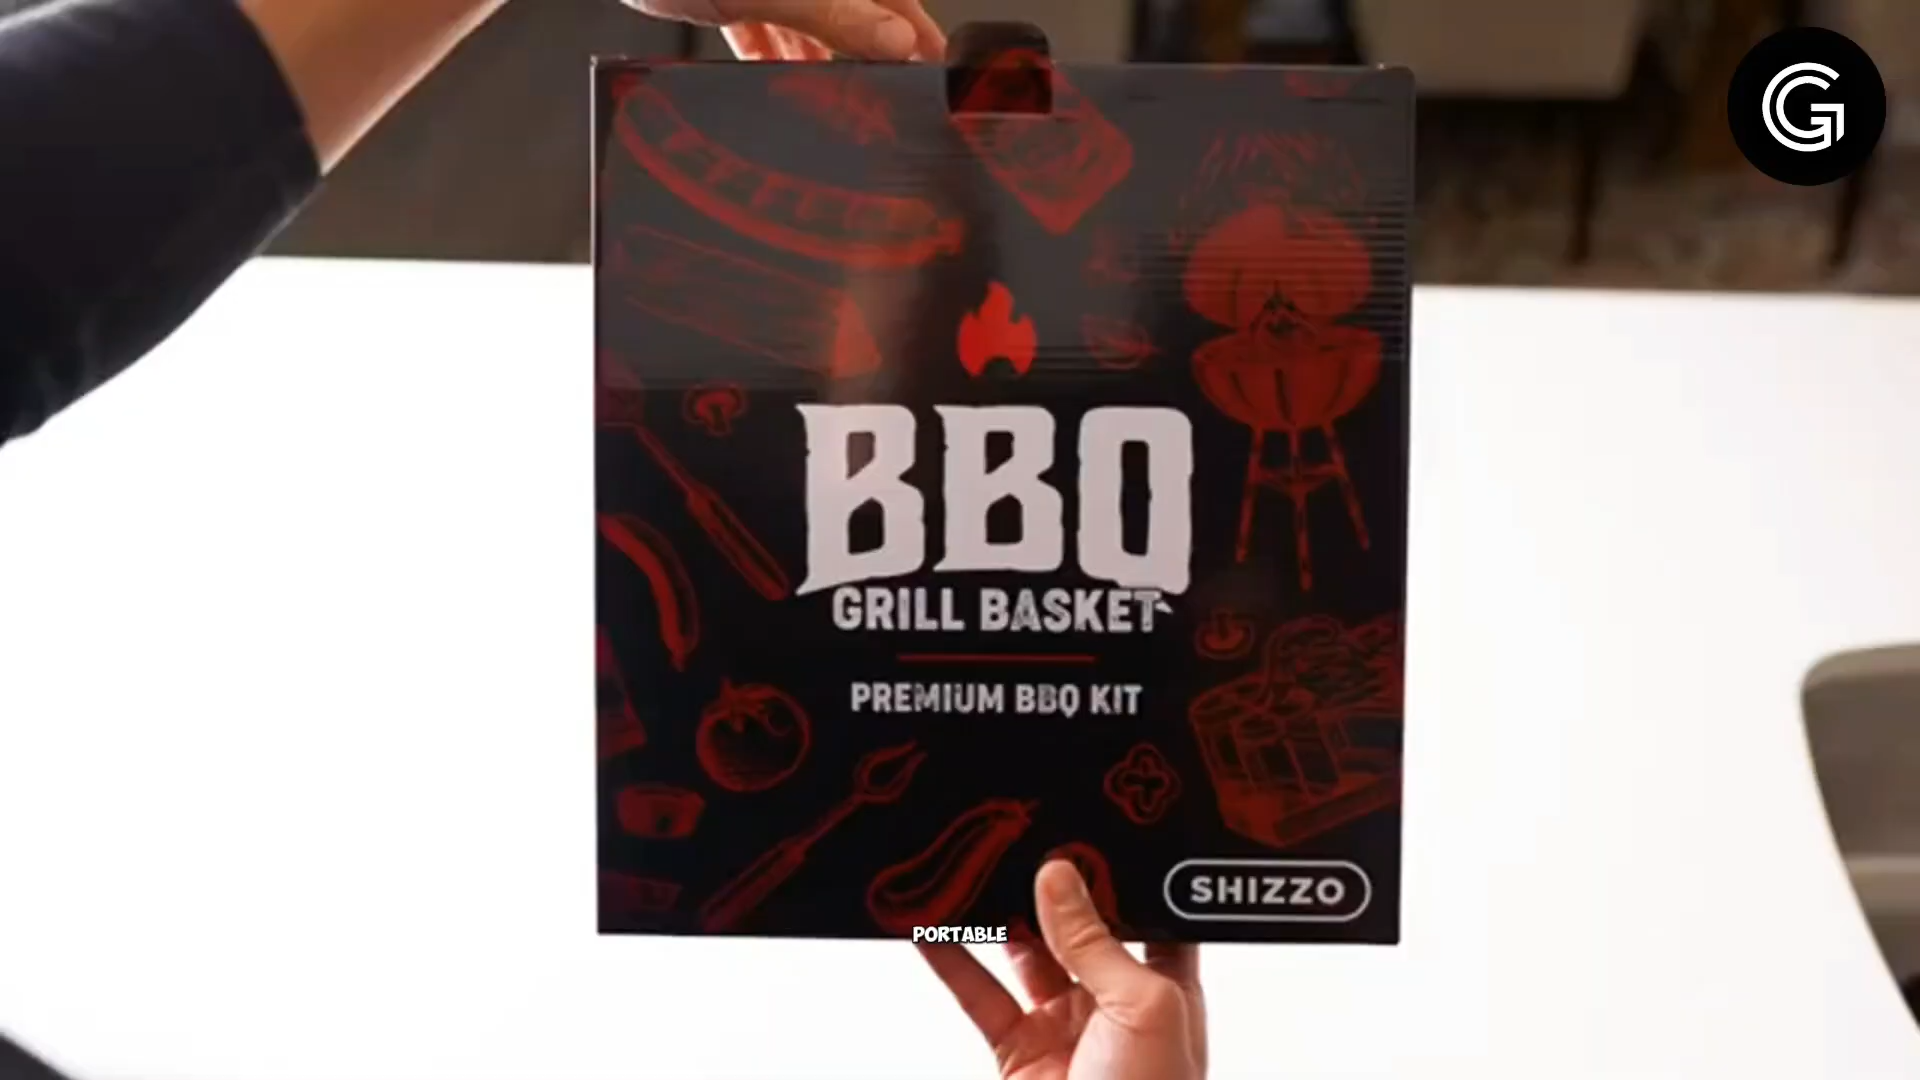 BBQ
GRILL BASKET
PREMIUM BBQ KIT
SHIZZO
PORTABLE
G